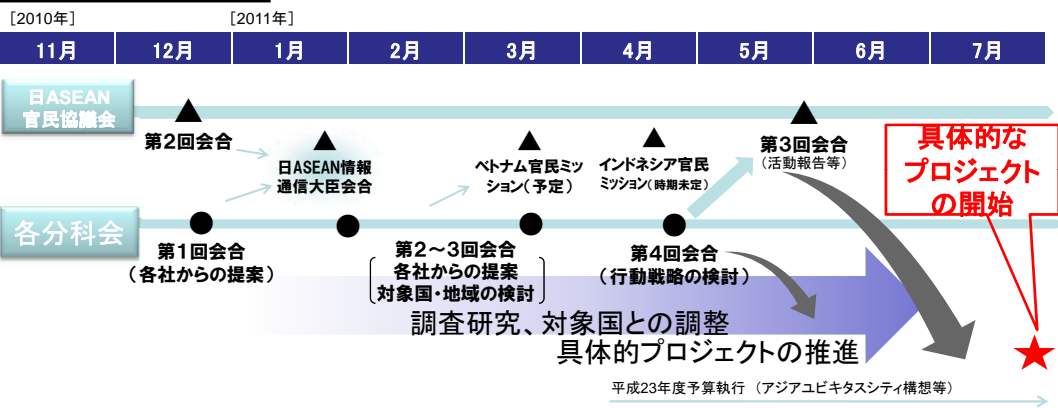 ［2010年］
［2011年］
11月
12月
1月
2月
3月
4月
5月
6月
7月
日ASEAN
官民協議会
第2回会合
日ASEAN情報
通信大臣会合
ベトナム官民ミッ
ション（予定）
インドネシア官民
ミッション（時期未定）
第3回会合
（活動報告等）
具体的な
プロジェクト
の開始
各分科会
第1回会合
（各社からの提案）
第2～3回会合
各社からの提案
対象国・地域の検討
第4回会合
（行動戦略の検討）
調査研究、対象国との調整
具体的プロジェクトの推進
平成23年度予算執行 （アジアユビキタスシティ構想等）